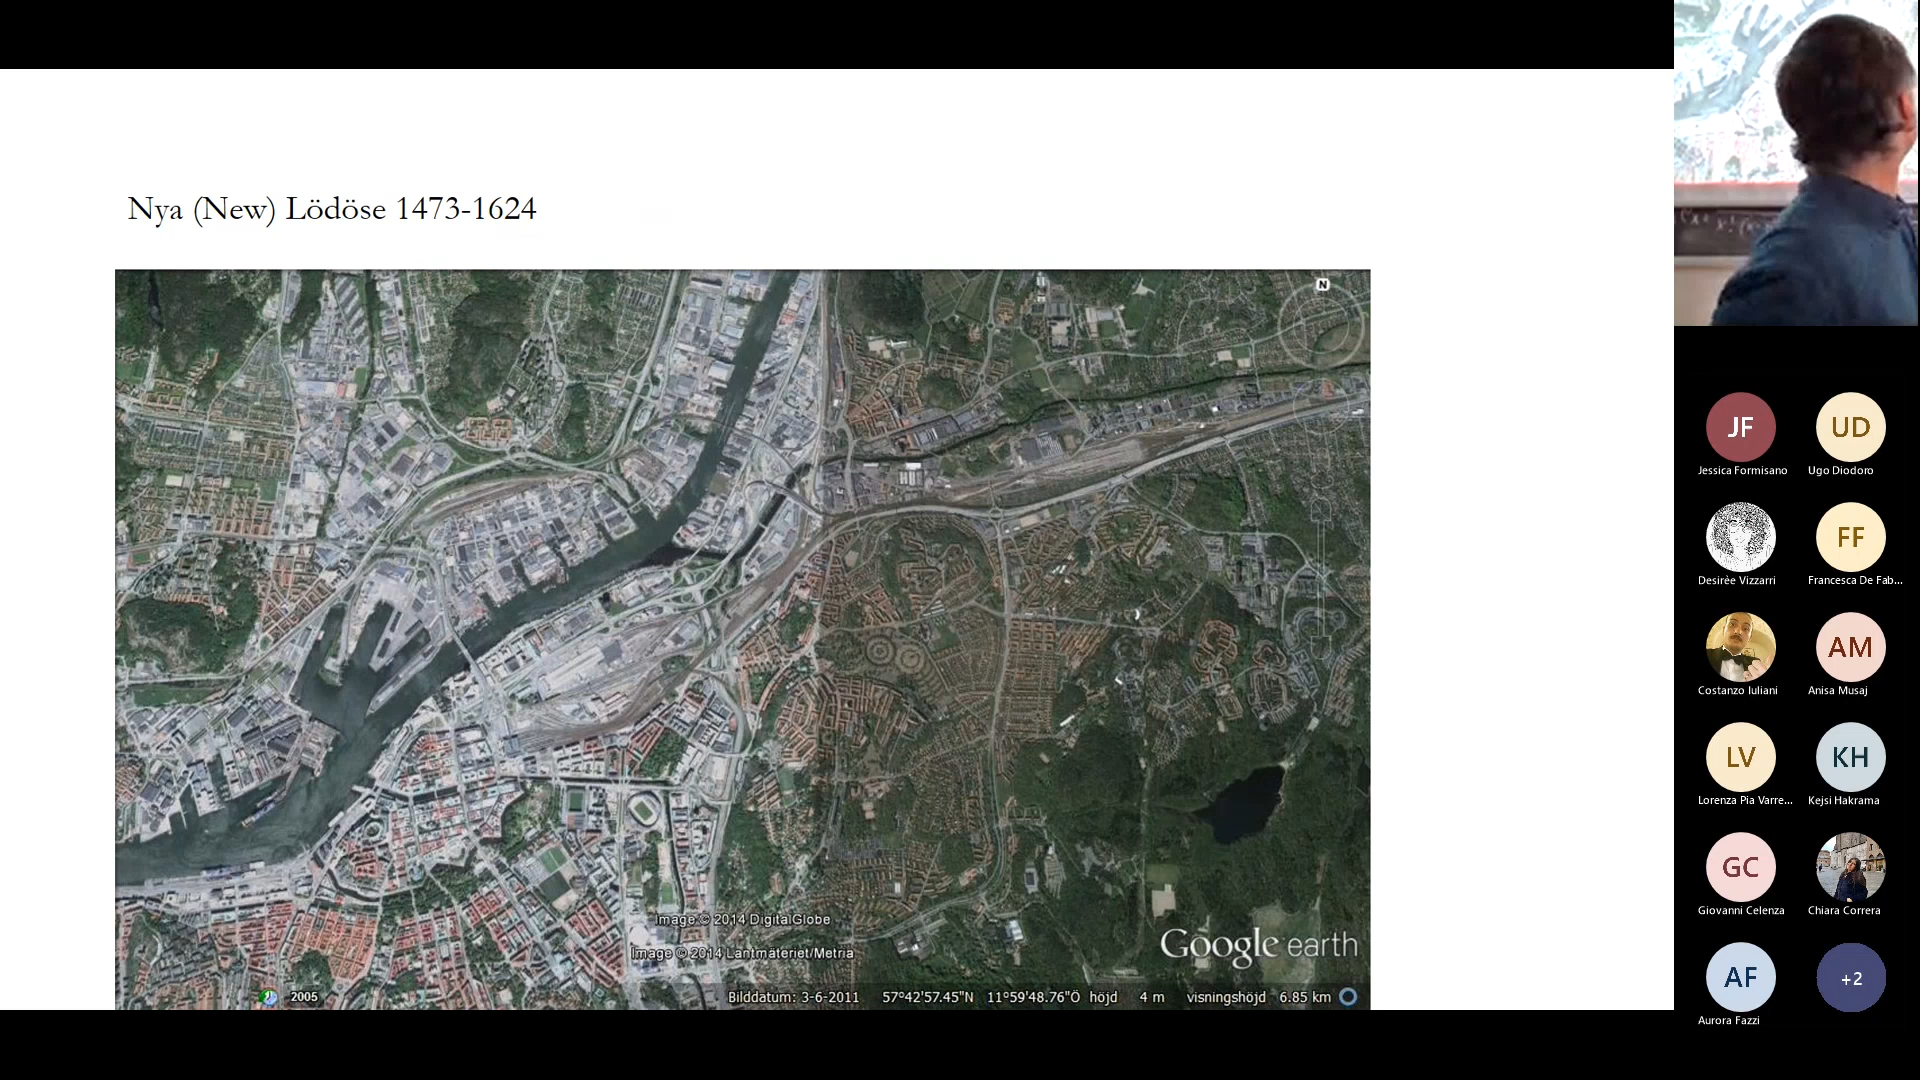 Nya (New) Lödöse 1473-1624
N
Image © 2014 DigitalGlobe
Image © 2014 Lantmäteriet/Metria
Google earth
2005
Bilddatum: 3-6-2011 57°42'57.45"N 11°59'48.76"Ö höjd 4 m visningshöjd 6.85 km
JF
UD
Jessica Formisano
Ugo Diodoro
FF
Desirèe Vizzarri
Francesca De Fab...
AM
Costanzo Iuliani
Anisa Musaj
LV
KH
Lorenza Pia Varre...
Kejsi Hakrama
GC
Giovanni Celenza
Chiara Correra
AF
+2
Aurora Fazzi